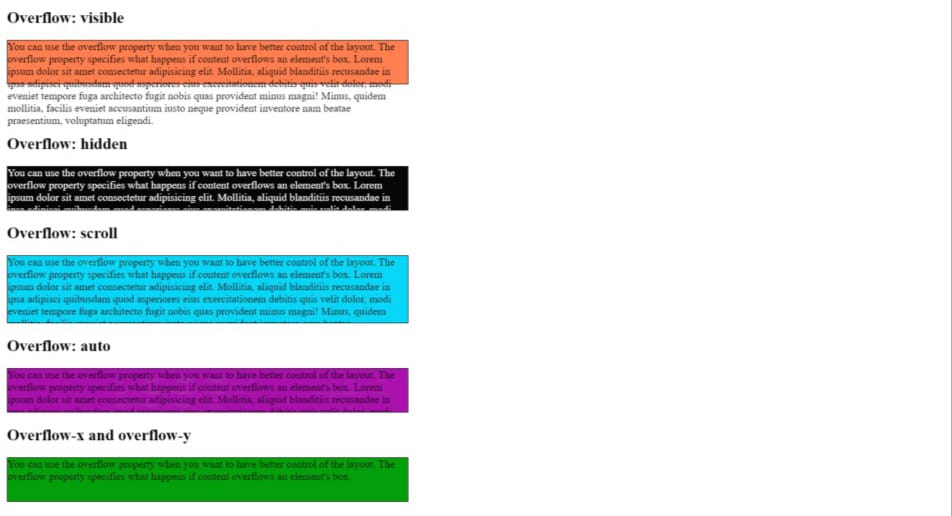 Overflow: visible
You can use the overflow property when you want to have better control of the layout. The
overflow property specifies what happens if content overflows an element's box. Lorem
ipsum dolor sit amet consectetur adipisicing elit. Mollitia, aliquid blanditiis recusandae in
ipsa adipisci quibusdam quod asperiores eius exercitationem debitis quis velit dolor, modi
eveniet tempore fuga architecto fugit nobis quas provident minus magni! Minus, quidem
mollitia, facilis eveniet accusantium iusto neque provident inventore nam beatae
praesentium, voluptatum eligendi.
Overflow: hidden
You can use the overflow property when you want to have better control of the layout. The
overflow property specifies what happens if content overflows an element's box. Lorem
ipsum dolor sit amet consectetur adipisicing elit. Mollitia, aliquid blanditiis recusandae in
ipsa adipisci quibusdam quod asperiores eius exercitationem debitis quis velit dolor, modi
Overflow: scroll
You can use the overflow property when you want to have better control of the layout. The
overflow property specifies what happens if content overflows an element's box. Lorem
ipsum dolor sit amet consectetur adipisicing elit. Mollitia, aliquid blanditiis recusandae in
ipsa adipisci quibusdam quod asperiores eius exercitationem debitis quis velit dolor, modi
eveniet tempore fuga architecto fugit nobis quas provident minus magni! Minus, quidem
Overflow: auto
You can use the overflow property when you want to have better control of the layout. The
overflow property specifies what happens if content overflows an element's box. Lorem
ipsum dolor sit amet consectetur adipisicing elit. Mollitia, aliquid blanditiis recusandae in
Overflow-x and overflow-y
You can use the overflow property when you want to have better control of the layout. The
overflow property specifies what happens if content overflows an element's box.